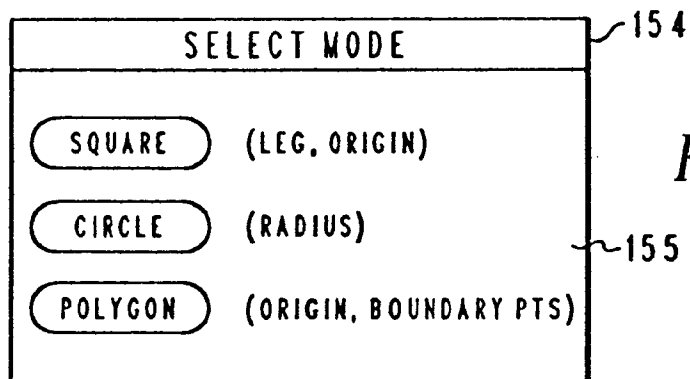 SELECT MODE
154
SQUARE (LEG, ORIGIN)
CIRCLE (RADIUS)
155
POLYGON (ORIGIN, BOUNDARY PTS)